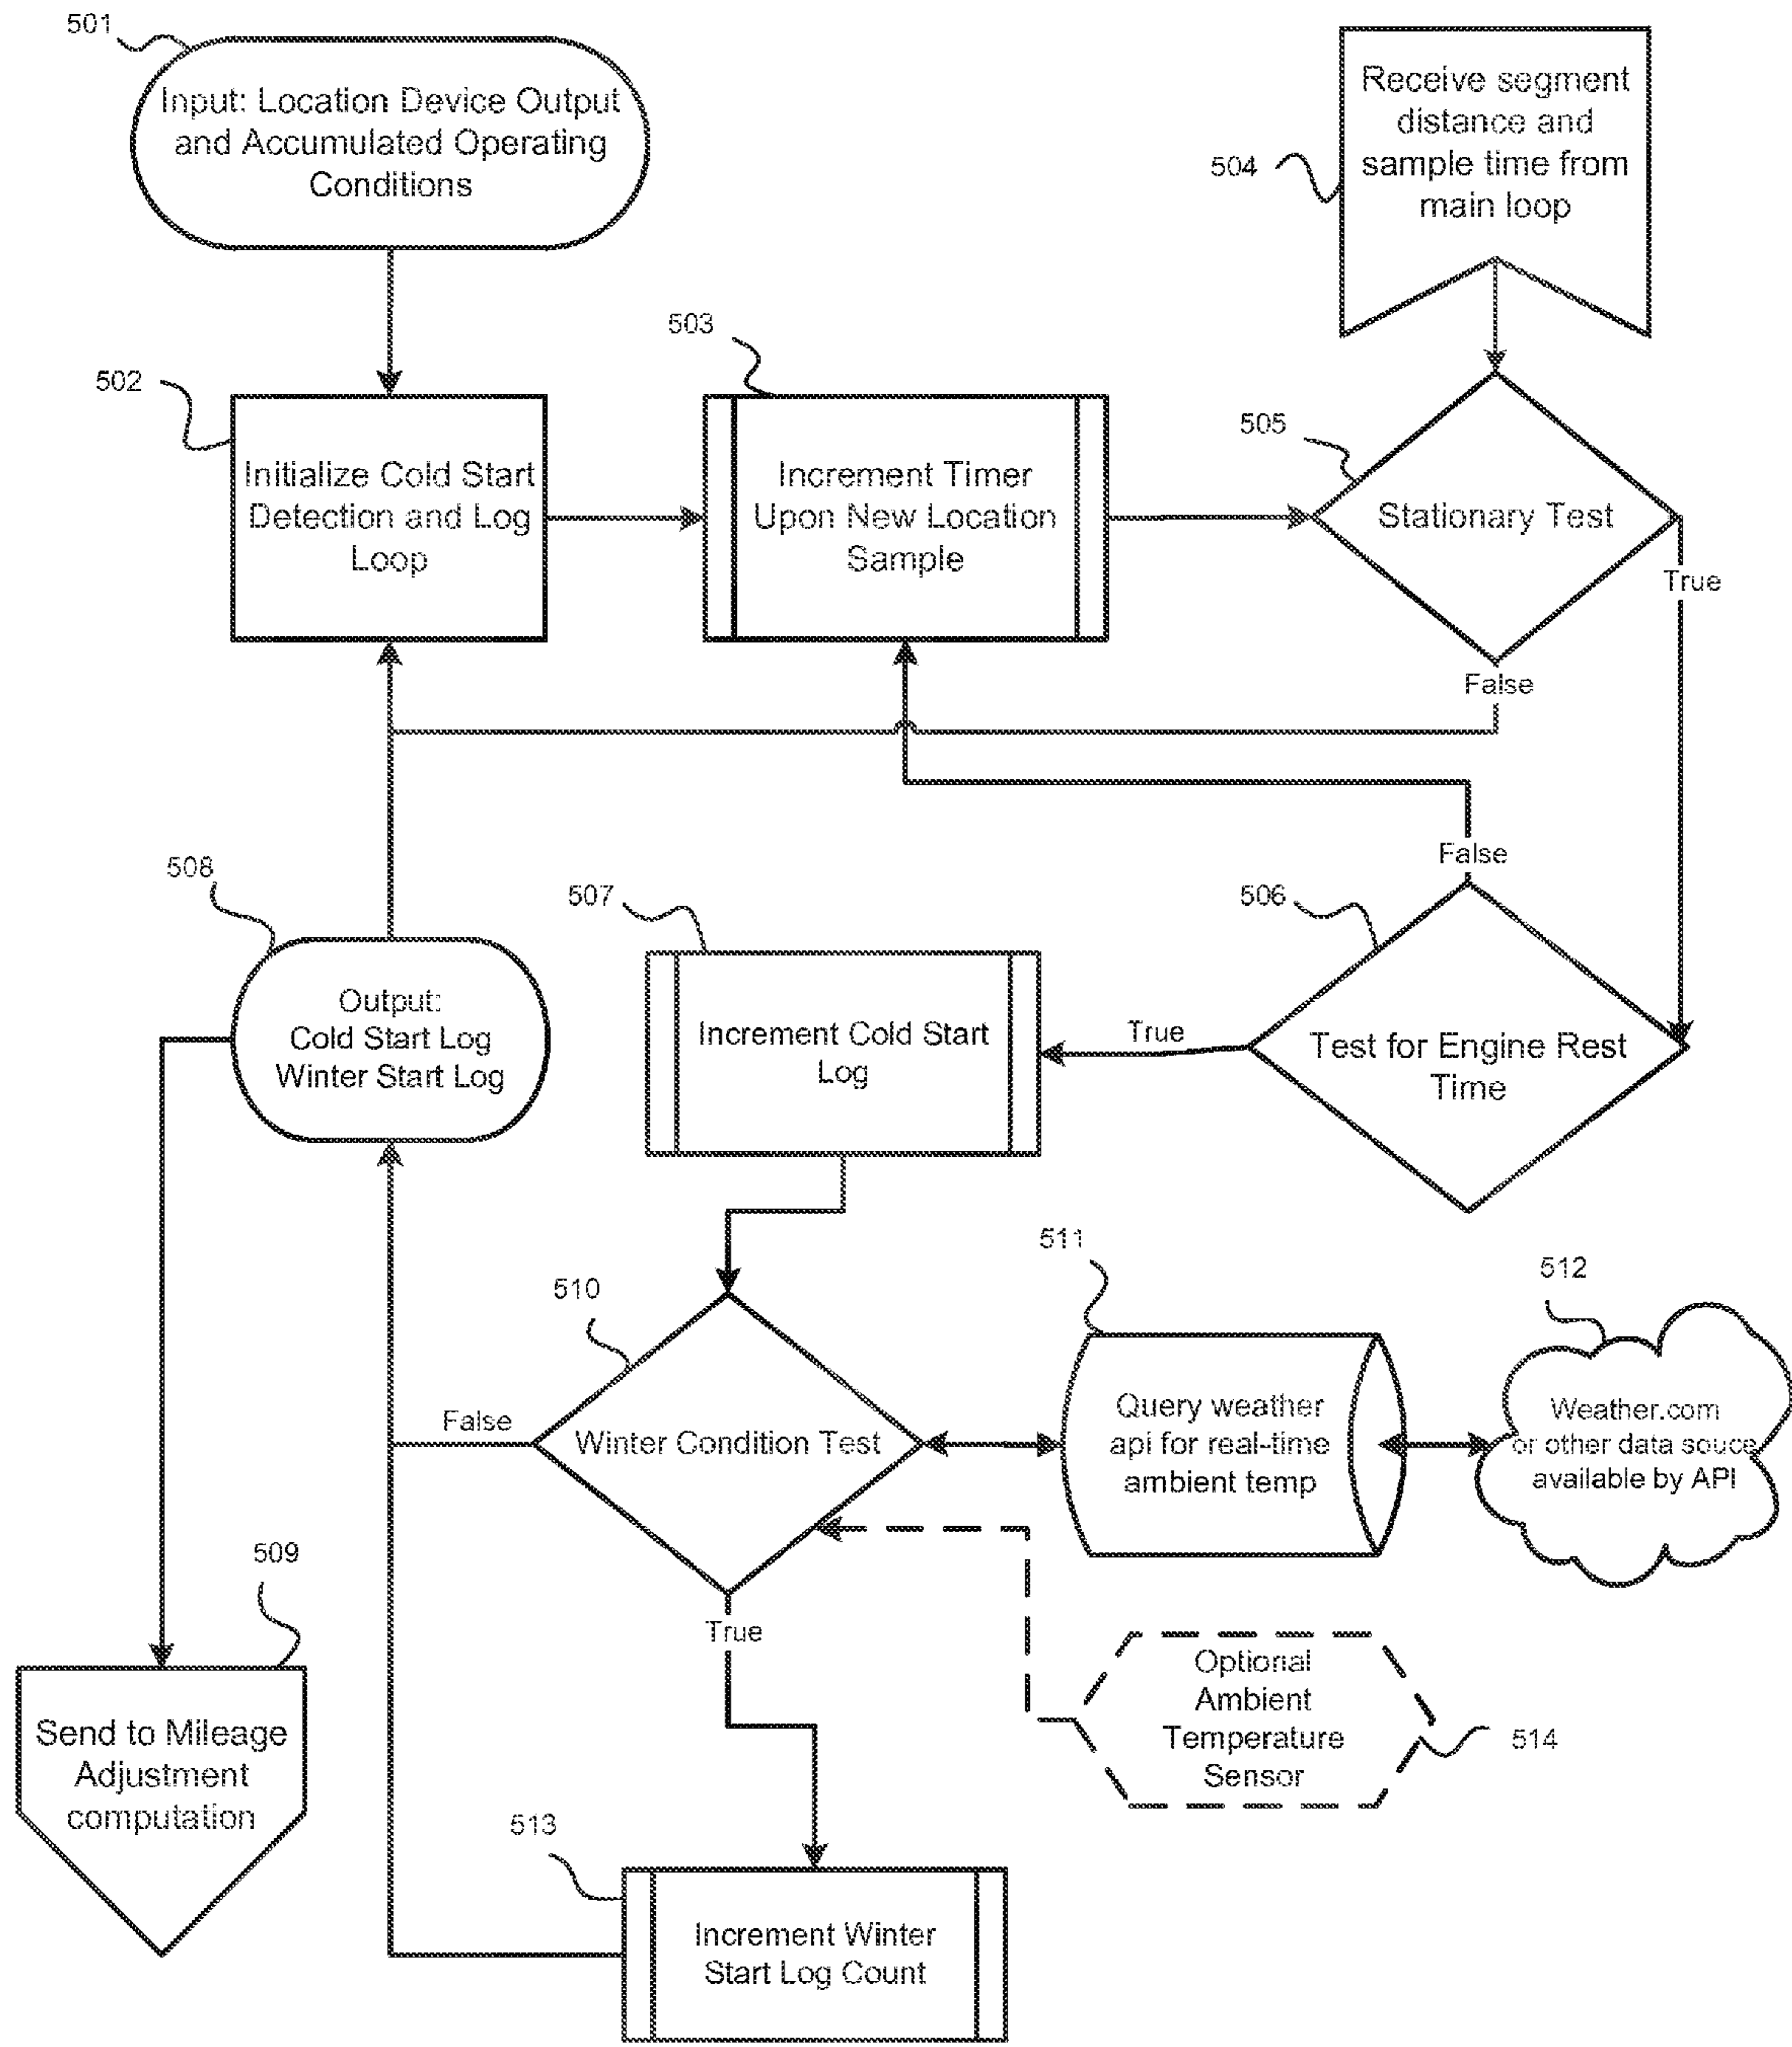 501
Input: Location Device Output
and Accumulated Operating
Conditions
Receive segment
distance and
sample time from
main loop
504
503
502
505
Initialize Cold Start
Detection and Log
Loop
Increment Timer
Upon New Location
Sample
Stationary Test
True
False
False
508
507
506
Output:
Cold Start Log
Winter Start Log
Increment Cold Start
Log
True
Test for Engine Rest
Time
510
511
512
False
Winter Condition Test
Query weather
api for real-time
ambient temp
Weather.com
or other data souce
available by API
509
True
Optional
Ambient
Temperature
Sensor
514
Send to Mileage
Adjustment
computation
513
Increment Winter
Start Log Count